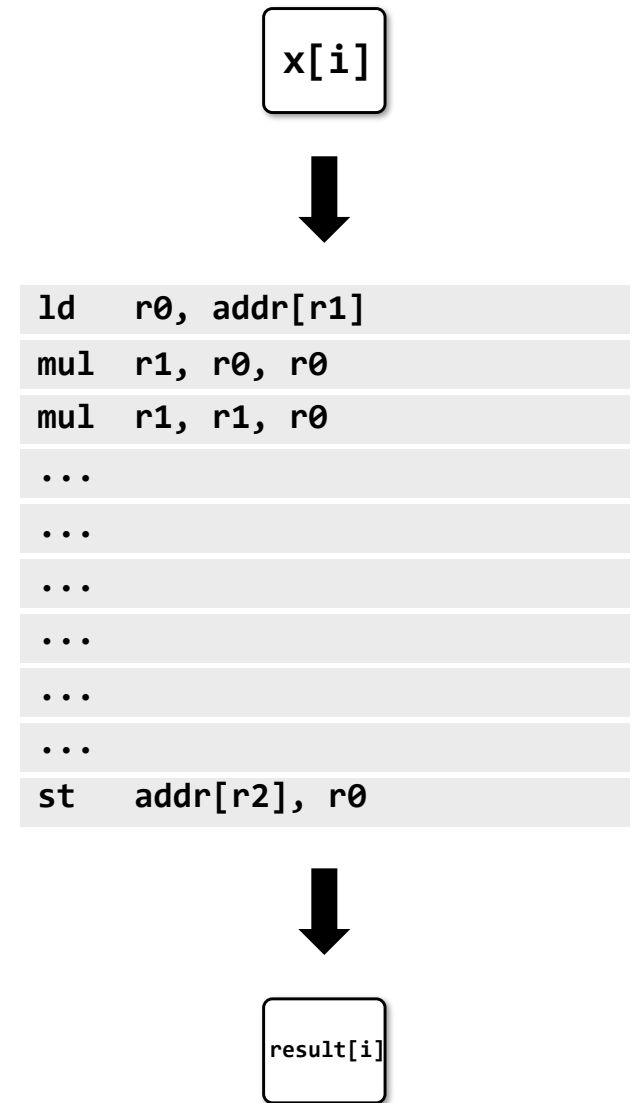 x[i]
ld r0, addr[r1]
mul r1, r0, r0
mul r1, r1, r0
...
...
...
...
...
...
st addr[r2], r0
result[i]